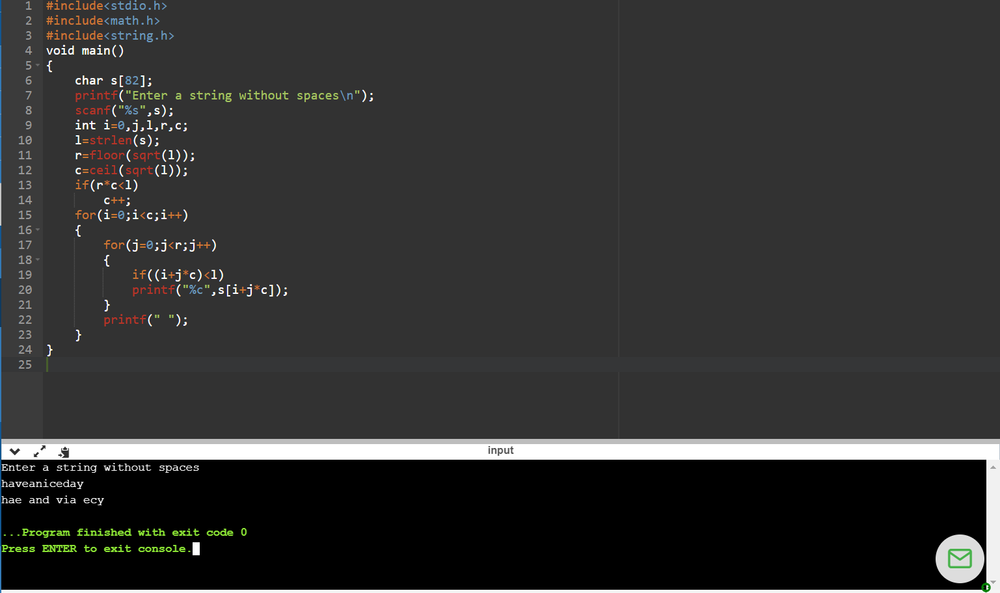 1 #include<stdio.h>
2 #include<math.h>
3 #include<string.h>
4 void main()
5 {
6     char s[82];
7     printf("Enter a string without spaces\n");
8     scanf("%s",s);
9     int i=0,j,l,r,c;
10     l=strlen(s);
11     r=floor(sqrt(l));
12     c=ceil(sqrt(l));
13     if(r*c<l)
14         c++;
15     for(i=0;i<c;i++)
16     {
17         for(j=0;j<r;j++)
18         {
19             if((i+j*c)<l)
20             printf("%c",s[i+j*c]);
21         }
22         printf(" ");
23     }
24 }
25
input
Enter a string without spaces
haveaniceday
hae and via ecy
...Program finished with exit code 0
Press ENTER to exit console.